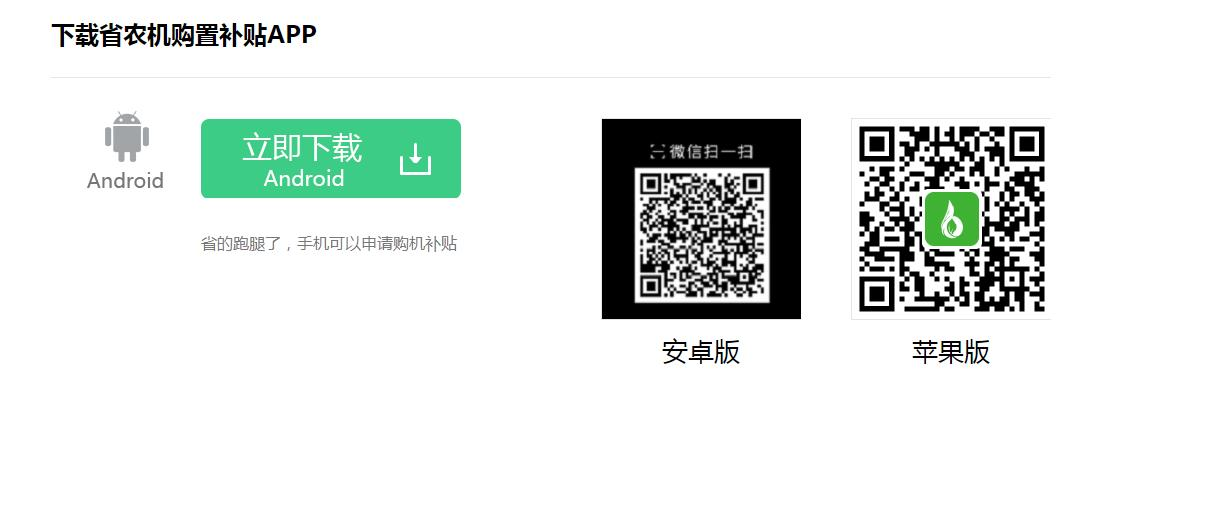 下载省农机购置补贴APP
立即下载
Android
Android
省的跑腿了，手机可以申请购机补贴
微信扫一扫
安卓版
苹果版